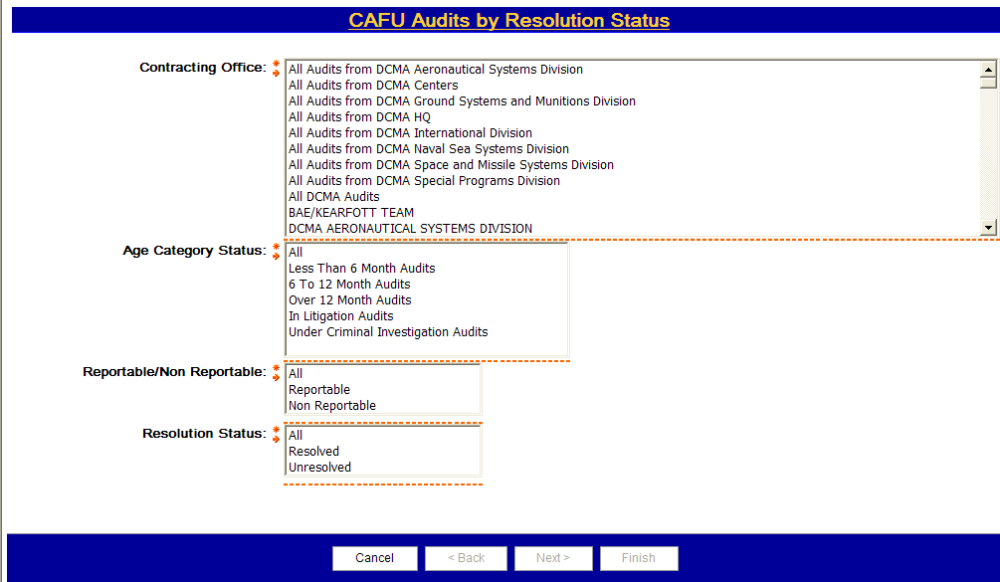 CAFU Audits by Resolution Status
Contracting Office:
All Audits from DCMA Aeronautical Systems Division
All Audits from DCMA Centers
All Audits from DCMA Ground Systems and Munitions Division
All Audits from DCMA HQ
All Audits from DCMA International Division
All Audits from DCMA Naval Sea Systems Division
All Audits from DCMA Space and Missile Systems Division
All Audits from DCMA Special Programs Division
All DCMA Audits
BAE/KEARFOTT TEAM
DCMA AERONAUTICAL SYSTEMS DIVISION
Age Category Status:
All
Less Than 6 Month Audits
6 To 12 Month Audits
Over 12 Month Audits
In Litigation Audits
Under Criminal Investigation Audits
Reportable/Non Reportable:
All
Reportable
Non Reportable
Resolution Status:
All
Resolved
Unresolved
Cancel < Back Next > Finish